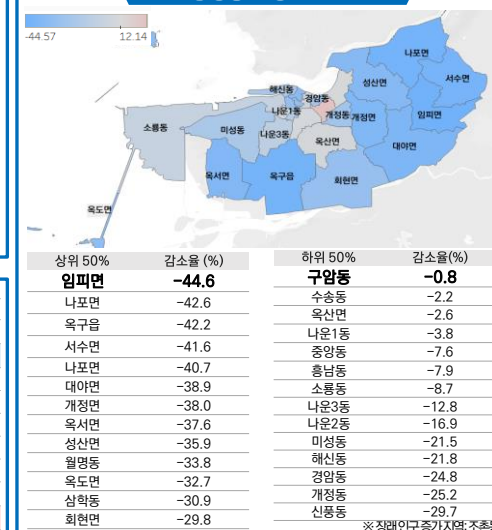 -44.57 12.14
나포면
서수면
성산면
해신동
경암동
나운1동
개정동 개정면
임피면
소룡동
미성동
나운3동
옥산면
대야면
옥서면
옥구읍
회현면
옥도면
상위 50% 감소율 (%)
임피면 -44.6
나포면 -42.6
옥구읍 -42.2
서수면 -41.6
나포면 -40.7
대야면 -38.9
개정면 -38.0
옥서면 -37.6
성산면 -35.9
월명동 -33.8
옥도면 -32.7
삼학동 -30.9
회현면 -29.8
하위 50% 감소율(%)
구암동 -0.8
수송동 -2.2
옥산면 -2.6
나운1동 -3.8
중앙동 -7.6
흥남동 -7.9
소룡동 -8.7
나운3동 -12.8
나운2동 -16.9
미성동 -21.5
해신동 -21.8
경암동 -24.8
개정동 -25.2
신풍동 -29.7
※ 장래인구 증가 지역: 조촌동